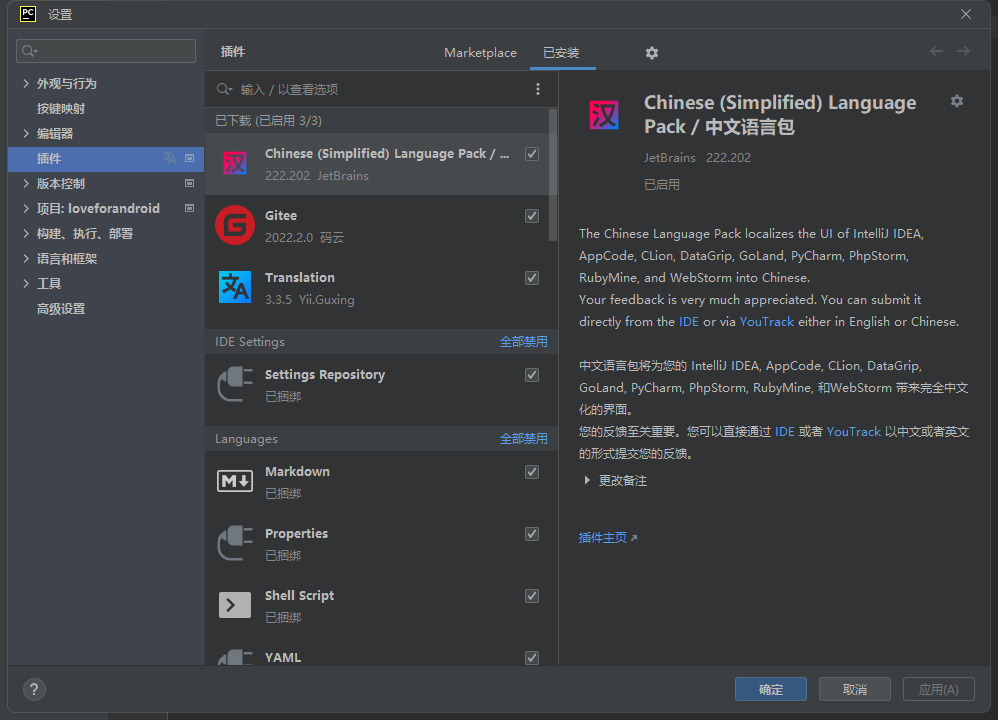 PC 设置
外观与行为
按键映射
编辑器
插件
版本控制
项目: loveforandroid
构建、执行、部署
语言和框架
工具
高级设置
插件
Marketplace
已安装
输入 / 以查看选项
已下载 (已启用 3/3)
汉
Chinese (Simplified) Language Pack / ...
222.202 JetBrains
G
Gitee
2022.2.0 码云
文A
Translation
3.3.5 Yii.Guxing
IDE Settings 全部禁用
Settings Repository
已捆绑
Languages 全部禁用
M
Markdown
已捆绑
Properties
已捆绑
Shell Script
已捆绑
YAML
汉
Chinese (Simplified) Language
Pack / 中文语言包
JetBrains 222.202
已启用
The Chinese Language Pack localizes the UI of IntelliJ IDEA,
AppCode, CLion, DataGrip, GoLand, PyCharm, PhpStorm,
RubyMine, and WebStorm into Chinese.
Your feedback is very much appreciated. You can submit it
directly from the IDE or via YouTrack either in English or Chinese.
中文语言包将为您的 IntelliJ IDEA, AppCode, CLion, DataGrip,
GoLand, PyCharm, PhpStorm, RubyMine, 和WebStorm 带来完全中文
化的界面。
您的反馈至关重要。您可以直接通过 IDE 或者 YouTrack 以中文或者英文
的形式提交您的反馈。
更改备注
插件主页
?
确定
取消
应用(A)